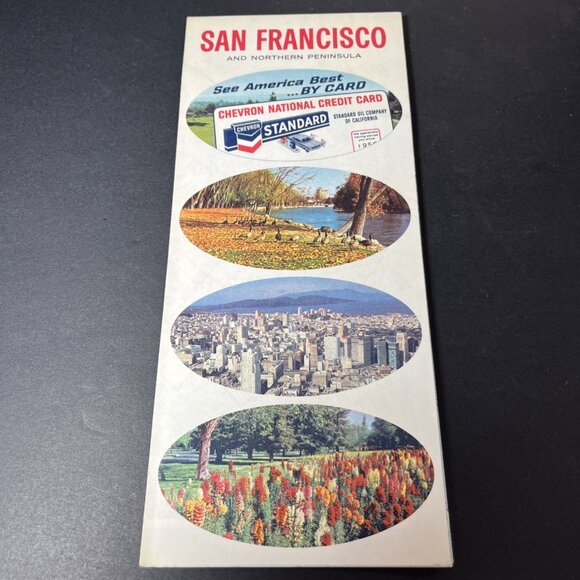 SAN FRANCISCO
AND NORTHERN PENINSULA
See America Best
...BY CARD
CHEVRON NATIONAL CREDIT CARD
CHEVRON
STANDARD
STANDARD OIL COMPANY
OF CALIFORNIA